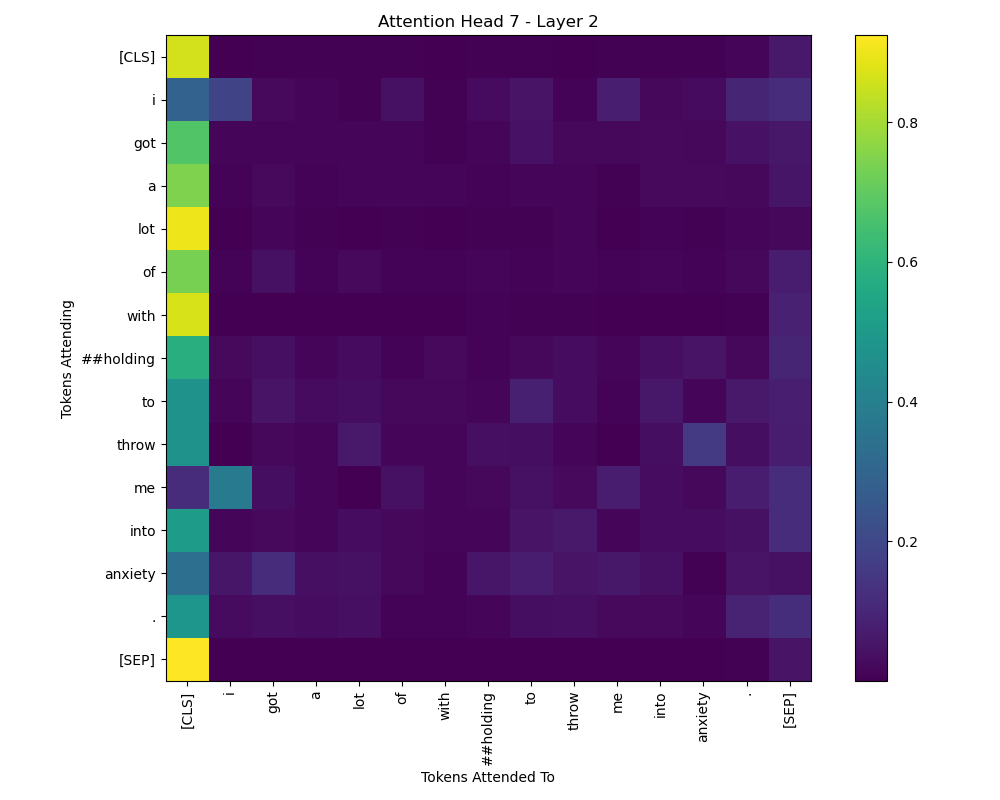 Attention Head 7 - Layer 2
Tokens Attending
[CLS]
i
got
a
lot
of
with
##holding
to
throw
me
into
anxiety
.
[SEP]
[CLS]
i
got
a
lot
of
with
##holding
to
throw
me
into
anxiety
.
[SEP]
Tokens Attended To
0.8
0.6
0.4
0.2